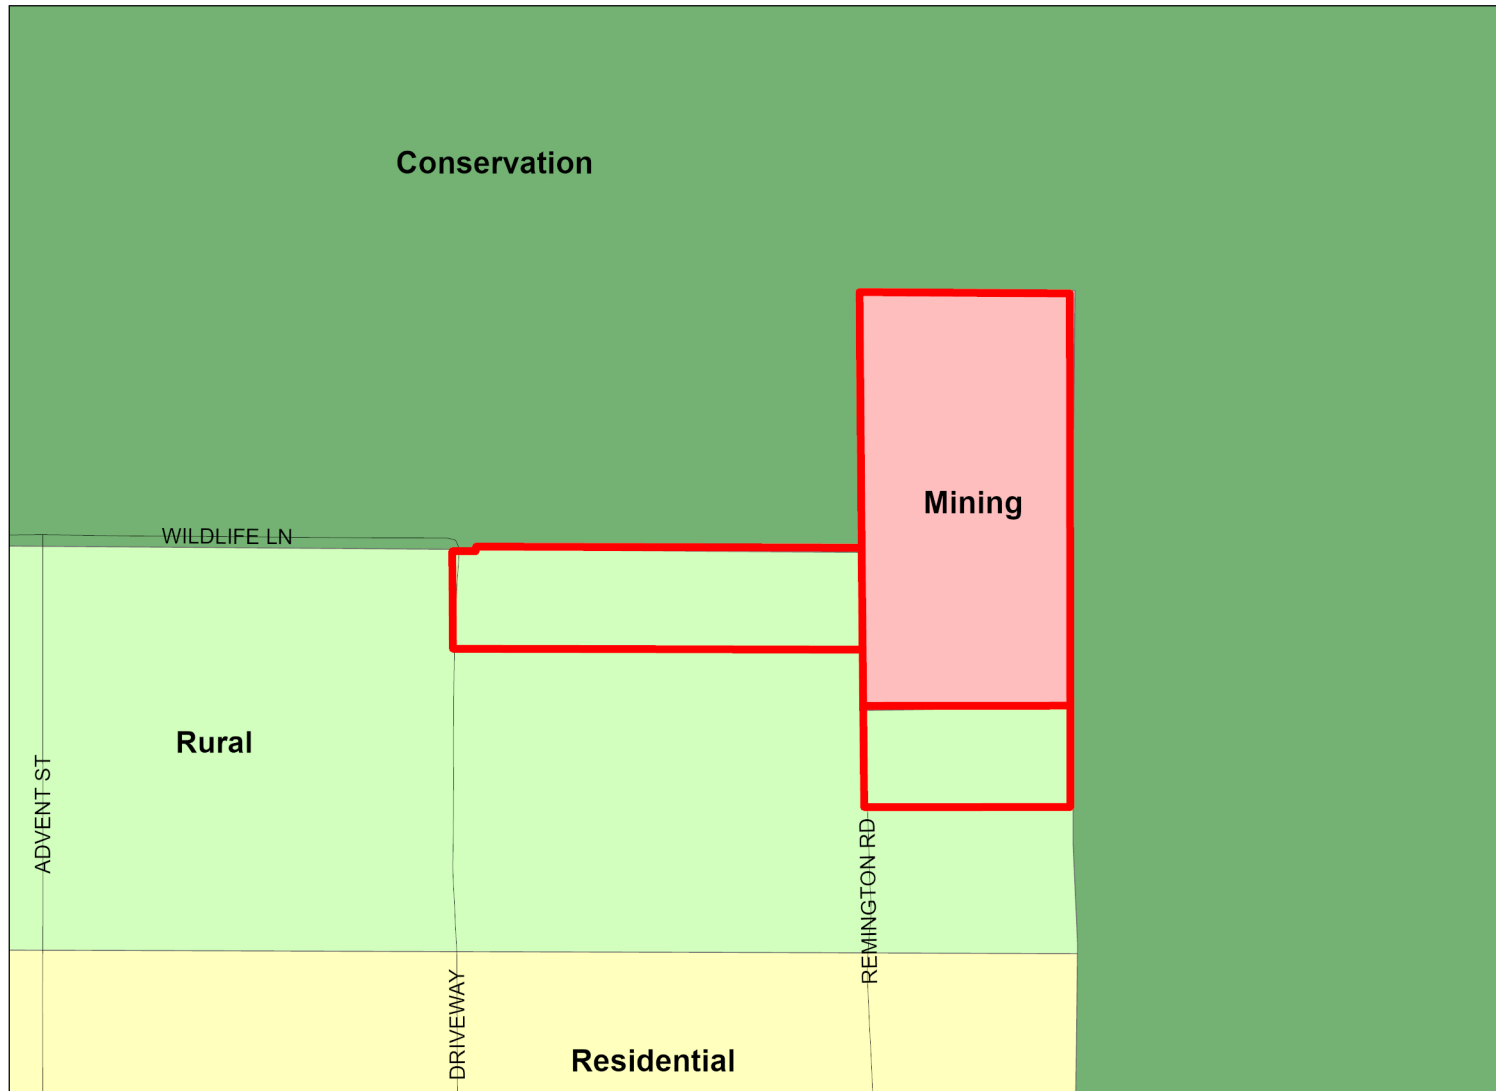 Conservation
Mining
WILDLIFE LN
Rural
ADVENT ST
REMINGTON RD
DRIVEWAY
Residential